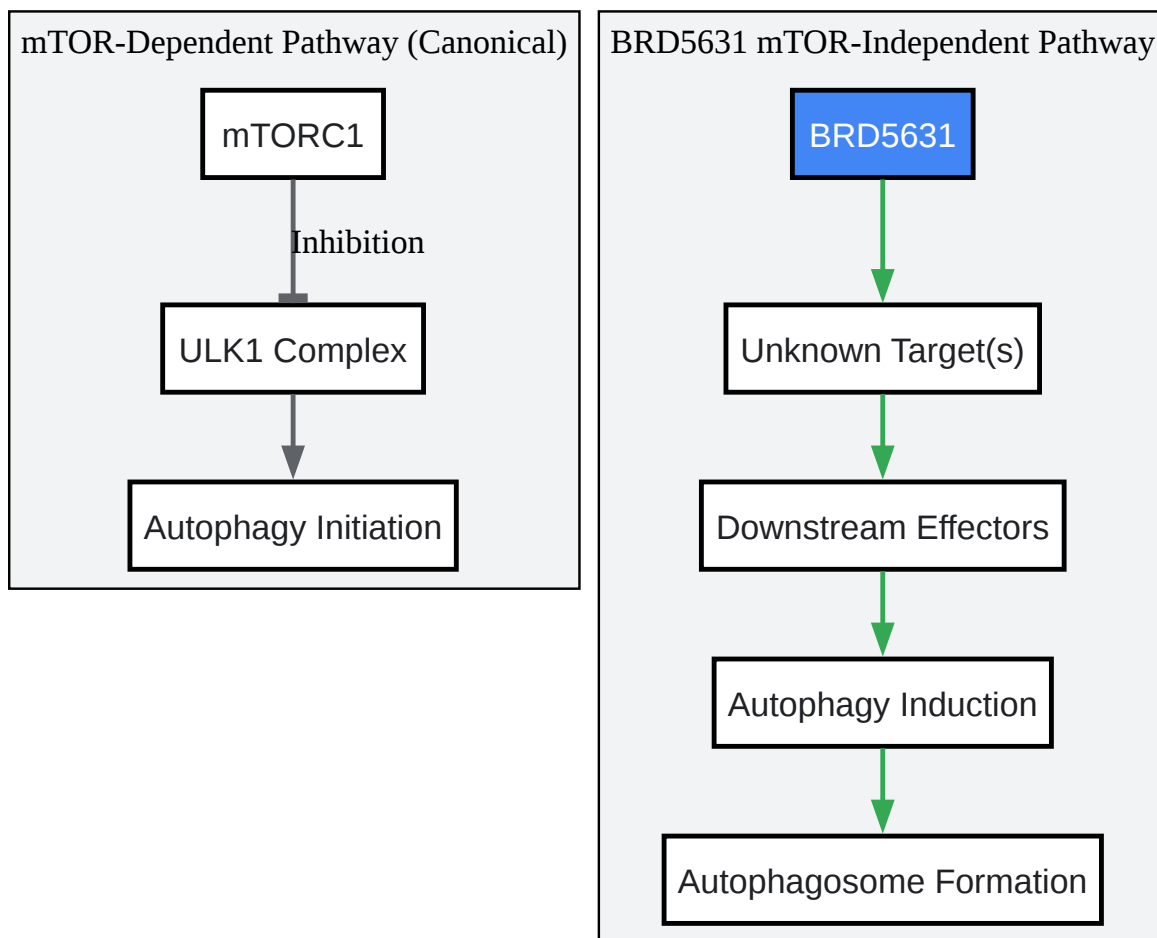 mTOR-Dependent Pathway (Canonical)
mTORC1
Inhibition
ULK1 Complex
Autophagy Initiation
BRD5631 mTOR-Independent Pathway
BRD5631
Unknown Target(s)
Downstream Effectors
Autophagy Induction
Autophagosome Formation